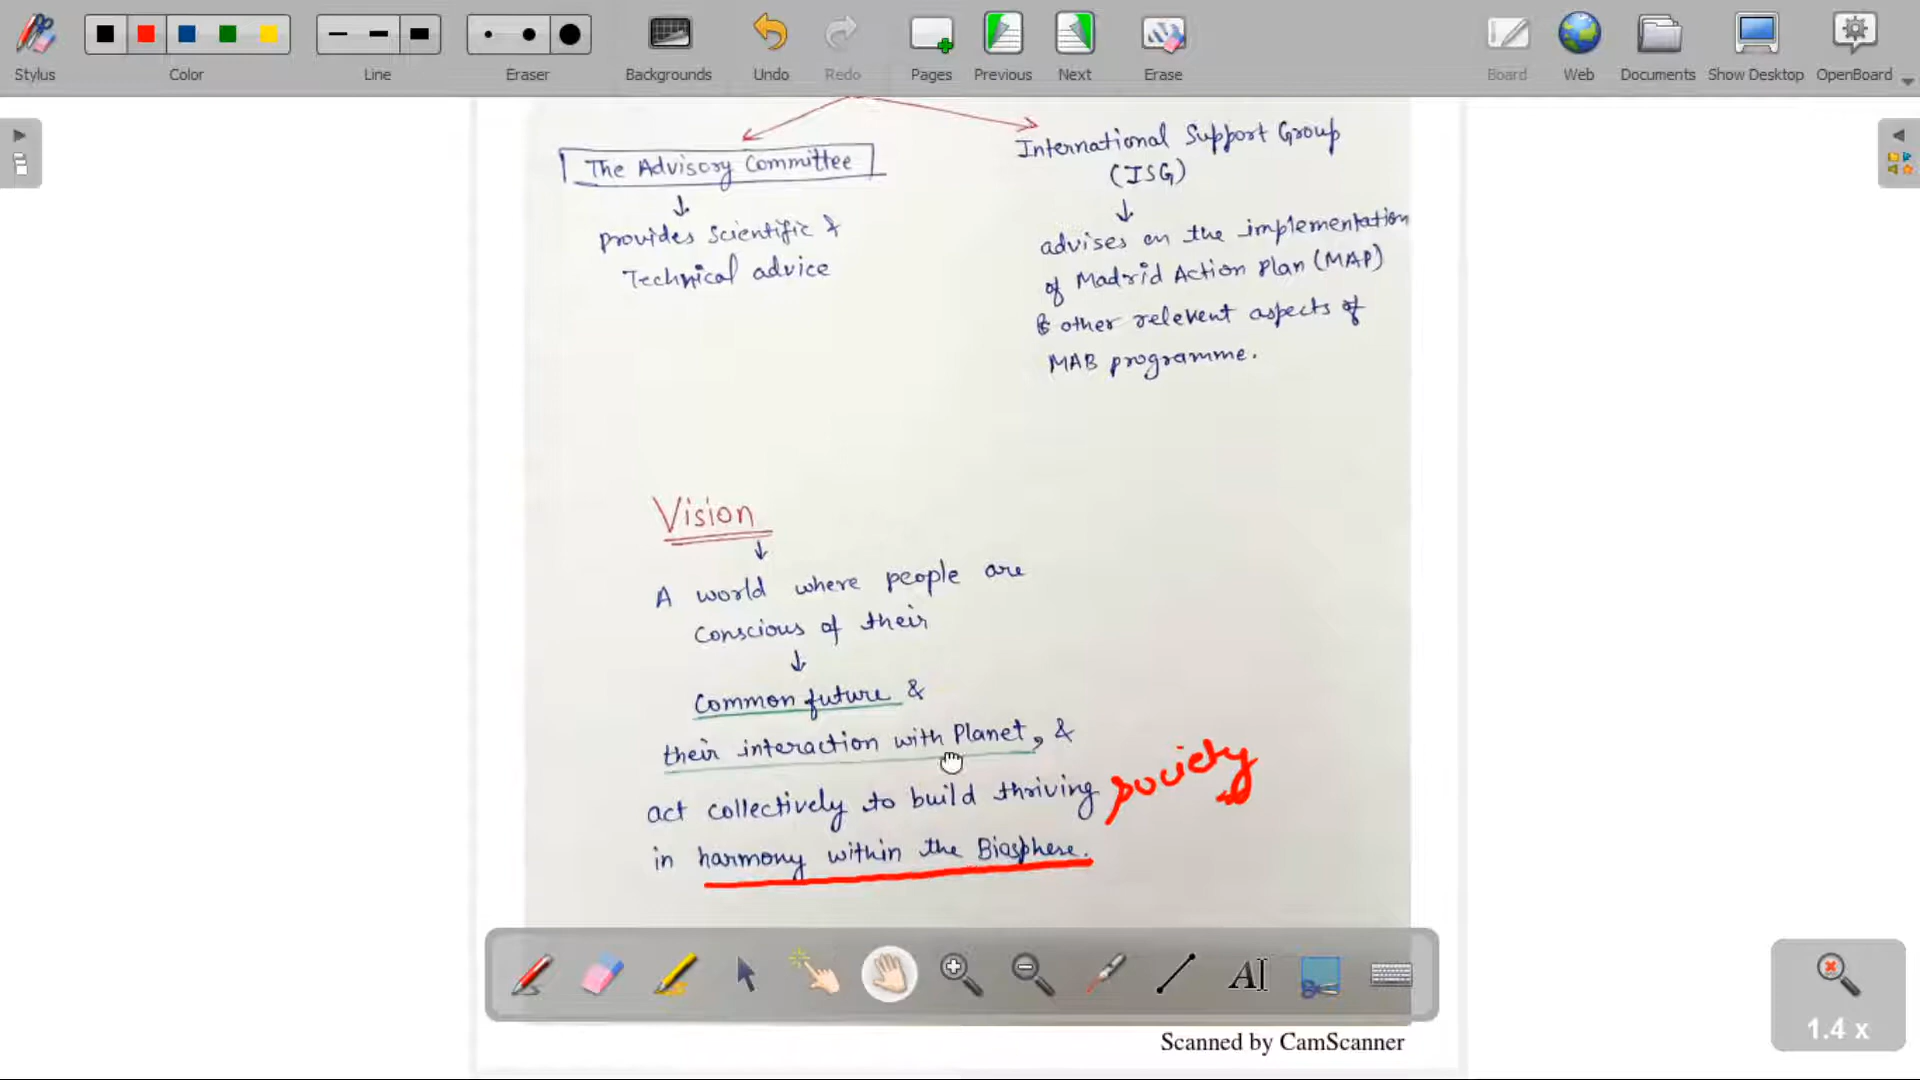 Stylus
Color
Line
Eraser
Backgrounds
Undo
Redo
Pages
Previous
Next
Erase
Board
Web
Documents
Show Desktop
OpenBoard
The Advisory Committee
provides scientific &
Technical advice
International Support Group
(ISG)
advises on the implementation
of Madrid Action Plan (MAP)
& other relevent aspects of
MAB programme.
Vision
A world where people are
conscious of their
Common future &
their interaction with Planet, &
act collectively to build thriving society
in harmony within the Biosphere.
Scanned by CamScanner
1.4 x